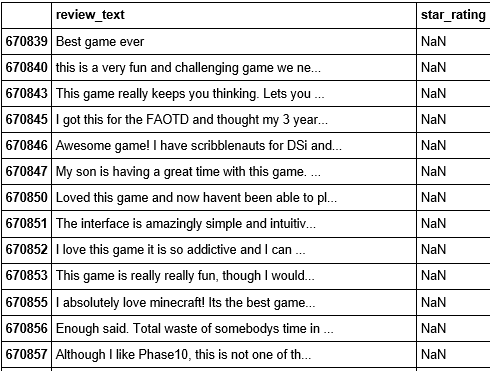 review_text star_rating
670839 Best game ever NaN
670840 this is a very fun and challenging game we ne... NaN
670843 This game really keeps you thinking. Lets you ... NaN
670845 I got this for the FAOTD and thought my 3 year... NaN
670846 Awesome game! I have scribblenauts for DSi and... NaN
670847 My son is having a great time with this game. ... NaN
670850 Loved this game and now havent been able to pl... NaN
670851 The interface is amazingly simple and intuitiv... NaN
670852 I love this game it is so addictive and I can ... NaN
670853 This game is really really fun, though I would... NaN
670855 I absolutely love minecraft! Its the best game... NaN
670856 Enough said. Total waste of somebodys time in ... NaN
670857 Although I like Phase10, this is not one of th... NaN